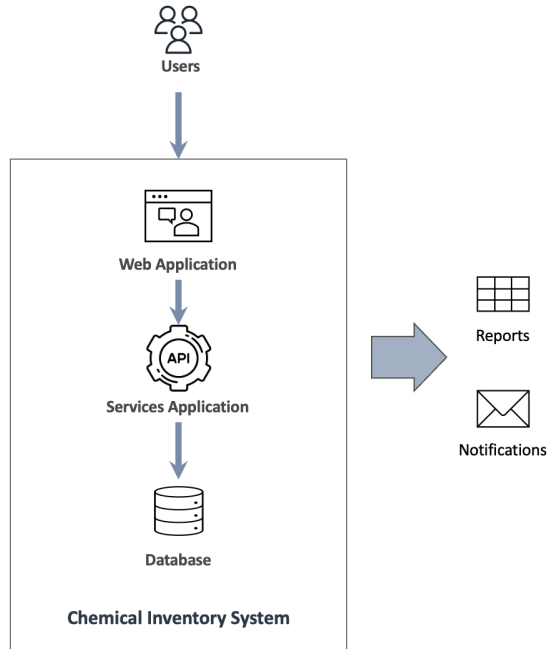 Users
Web Application
API
Services Application
Database
Chemical Inventory System
Reports
Notifications